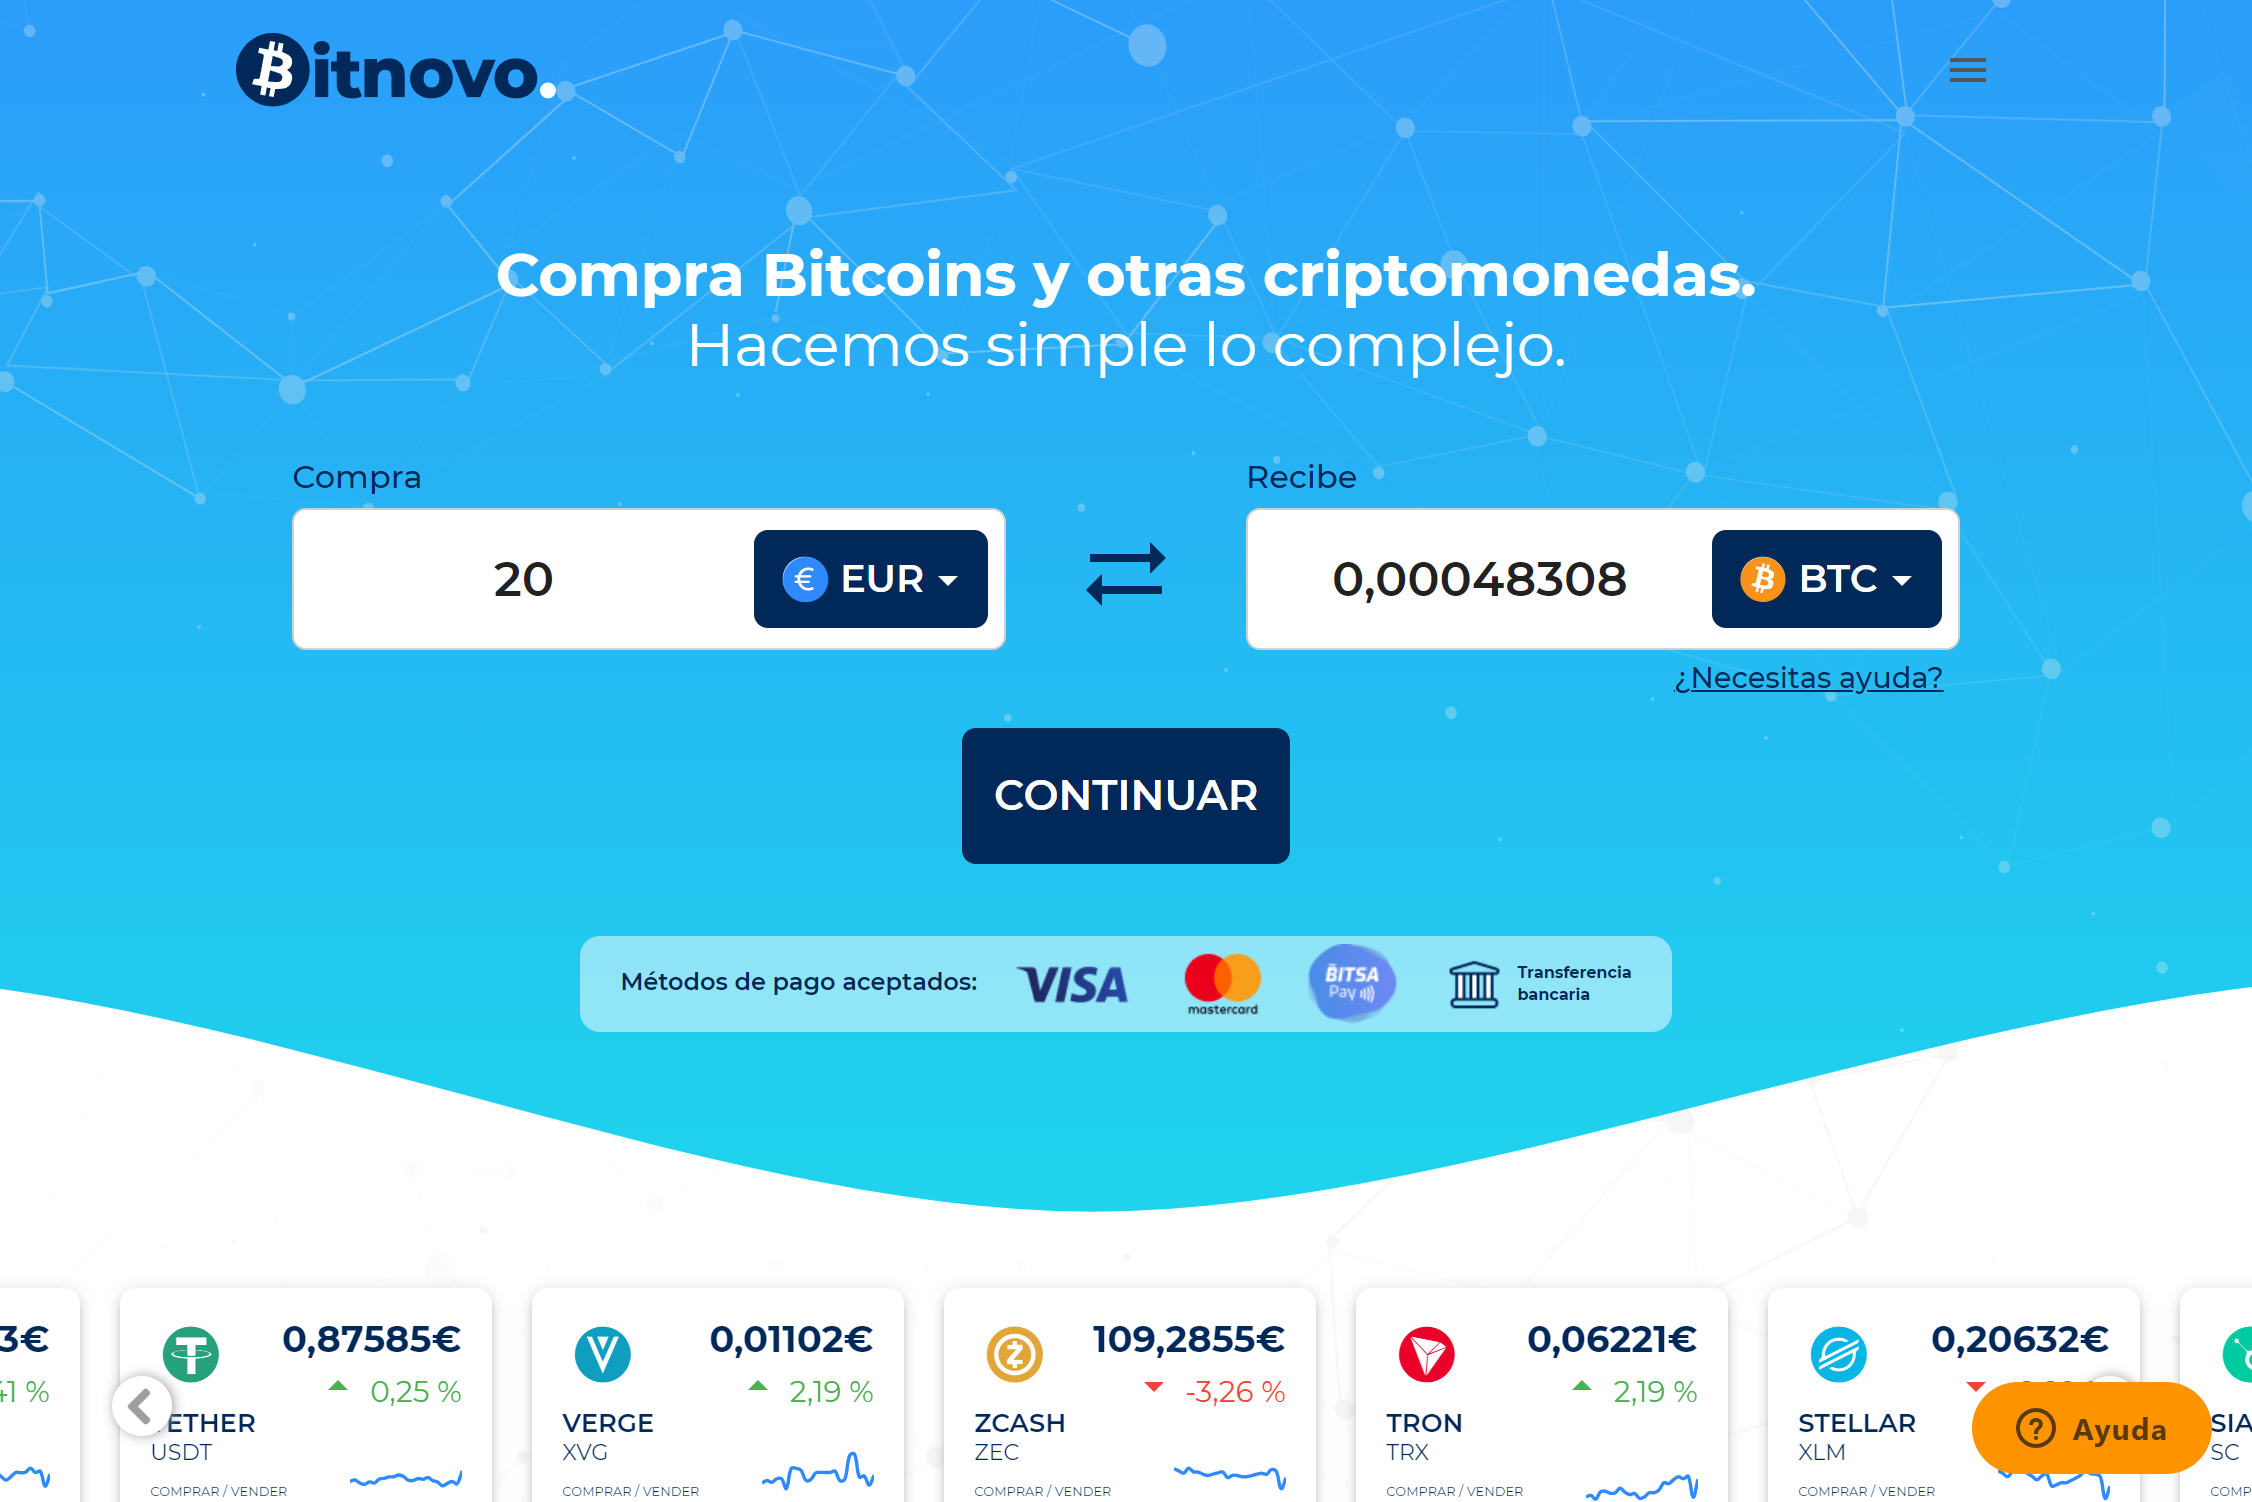 Bitnovo.
Compra Bitcoins y otras criptomonedas.
Hacemos simple lo complejo.
Compra
Recibe
20
€ EUR
0,00048308
BTC
¿Necesitas ayuda?
CONTINUAR
Métodos de pago aceptados:
VISA
mastercard
BITSA
Pay
Transferencia
bancaria
3€
41 %
0,87585€
0,25 %
ETHER
USDT
COMPRAR / VENDER
0,01102€
2,19 %
VERGE
XVG
COMPRAR / VENDER
109,2855€
-3,26 %
ZCASH
ZEC
COMPRAR / VENDER
0,06221€
2,19 %
TRON
TRX
COMPRAR / VENDER
0,20632€
STELLAR
XLM
COMPRAR / VENDER
SIA
SC
COMP
Ayuda